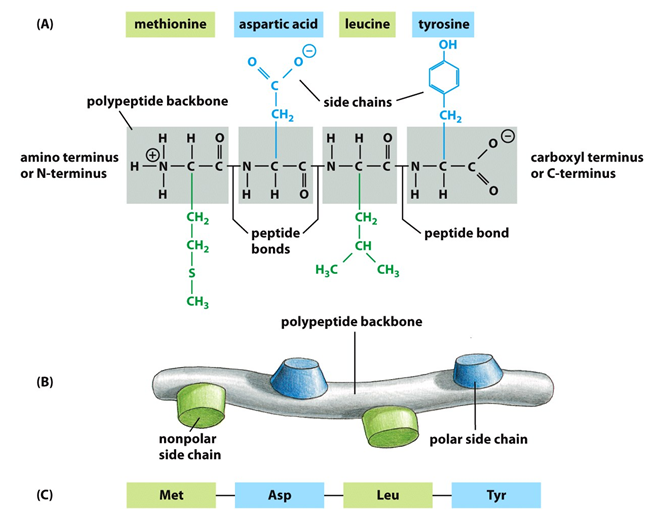 (A)
methionine aspartic acid leucine tyrosine
OH
O O ⊖
C
side chains
polypeptide backbone
CH₂ CH₂
H H O H H O O ⊖
amino terminus
or N-terminus
H N ⊕ C C N C C N C C N C C
carboxyl terminus
or C-terminus
H H H O H H O
CH₂ peptide
bonds CH₂ peptide bond
CH₂ CH
S H₃C CH₃
CH₃
polypeptide backbone
(B)
nonpolar
side chain
polar side chain
(C) Met Asp Leu Tyr